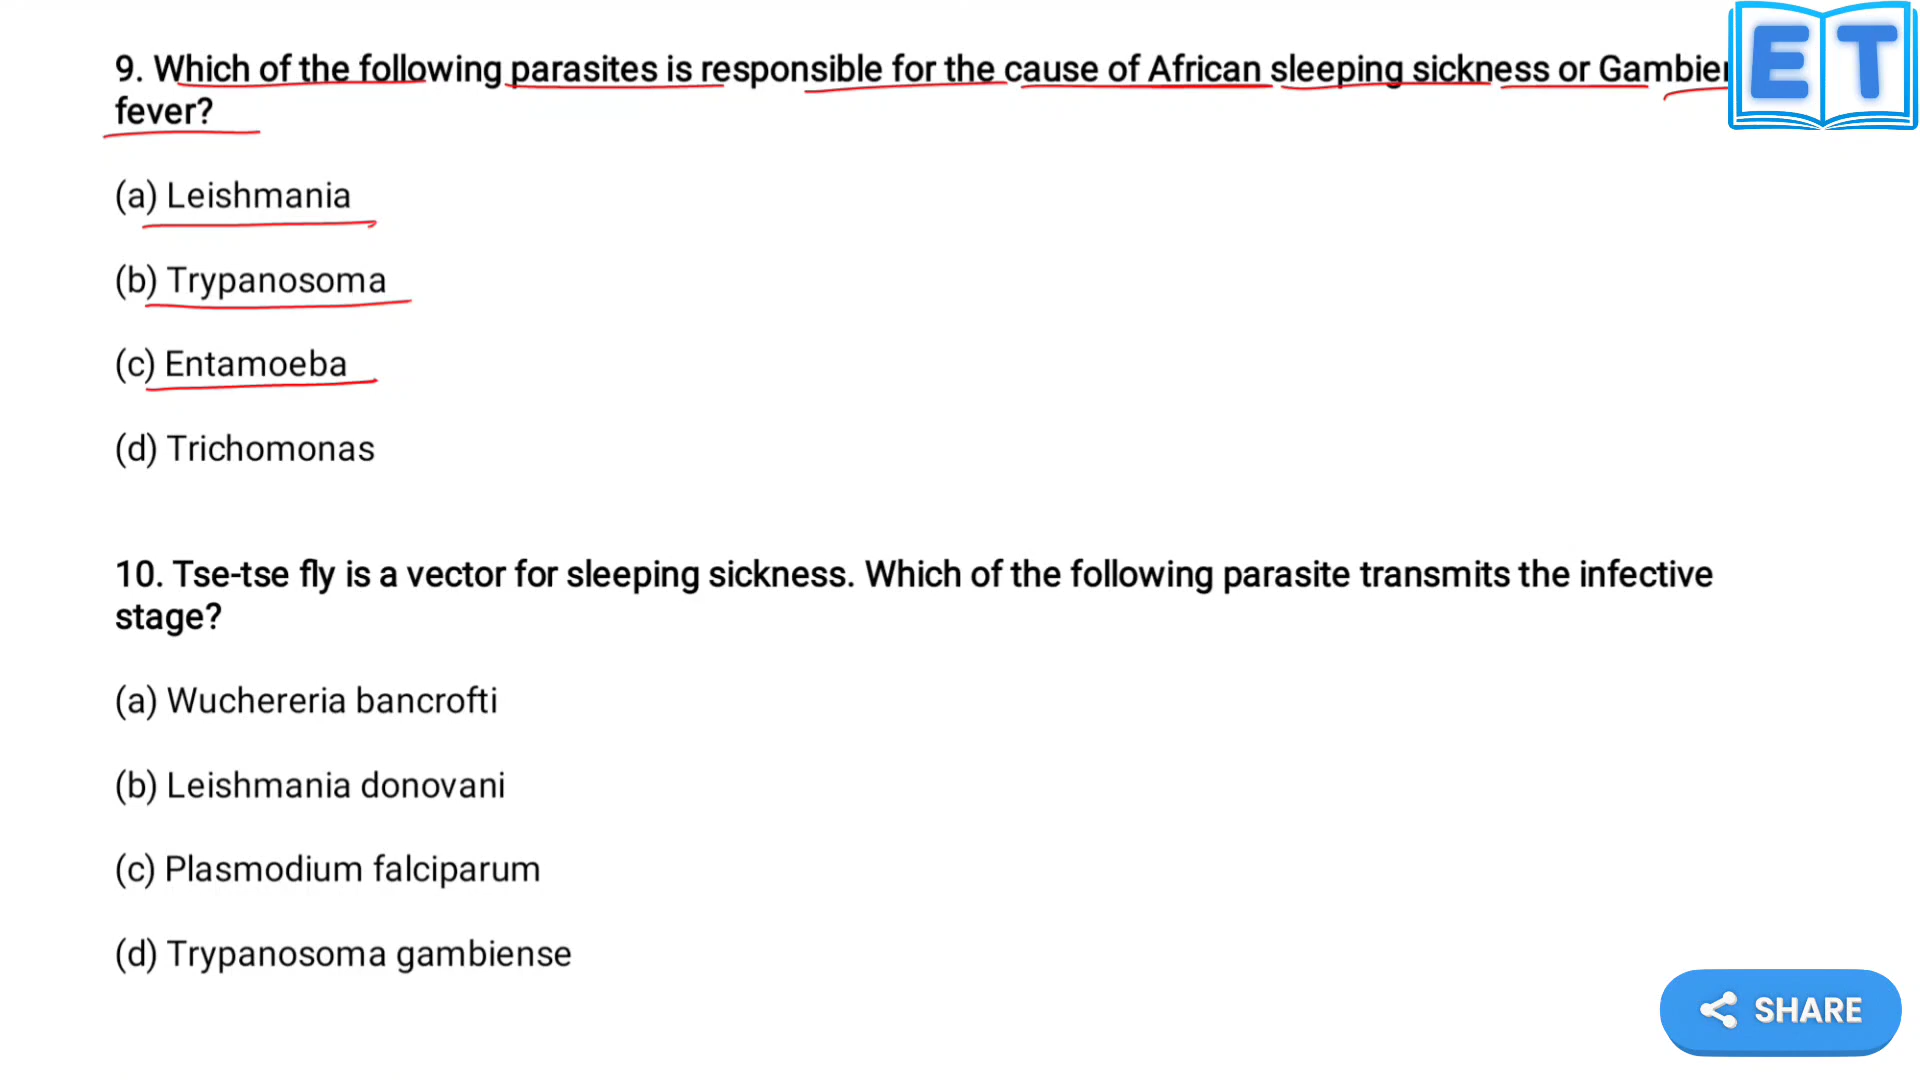 9. Which of the following parasites is responsible for the cause of African sleeping sickness or
fever?
(a) Leishmania
(b) Trypanosoma
(c) Entamoeba
(d) Trichomonas
10. Tse-tse fly is a vector for sleeping sickness. Which of the following parasite transmits the infective
stage?
(a) Wuchereria bancrofti
(b) Leishmania donovani
(c) Plasmodium falciparum
(d) Trypanosoma gambiense
ET
SHARE